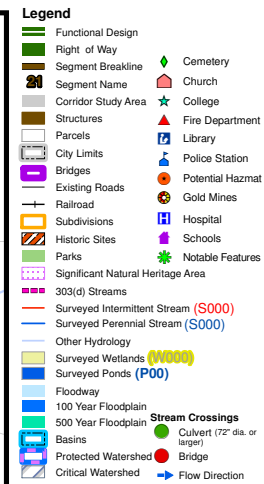 Legend
Functional Design
Right of Way
Segment Breakline
21 Segment Name
Corridor Study Area
Structures
Parcels
City Limits
Bridges
Existing Roads
Railroad
Subdivisions
Historic Sites
Parks
Significant Natural Heritage Area
303(d) Streams
Surveyed Intermittent Stream (S000)
Surveyed Perennial Stream (S000)
Other Hydrology
Surveyed Wetlands (W000)
Surveyed Ponds (P00)
Floodway
100 Year Floodplain
500 Year Floodplain
Basins
Protected Watershed
Critical Watershed
Cemetery
Church
College
Fire Department
Library
Police Station
Potential Hazmat
Gold Mines
H Hospital
Schools
Notable Features
Stream Crossings
Culvert (72" dia. or
larger)
Bridge
Flow Direction